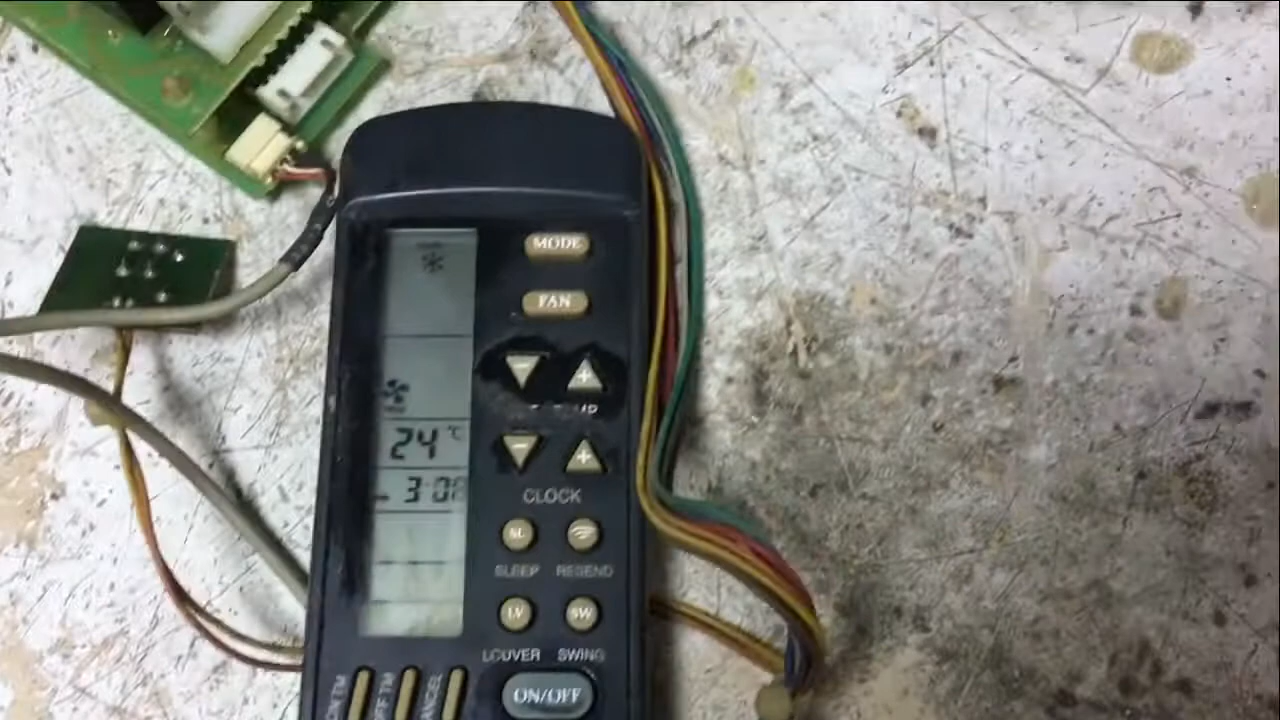 MODE
FAN
24 °C
3:08
CLOCK
SL
SLEEP RESEND
LV SW
LOUVER SWING
ON/OFF